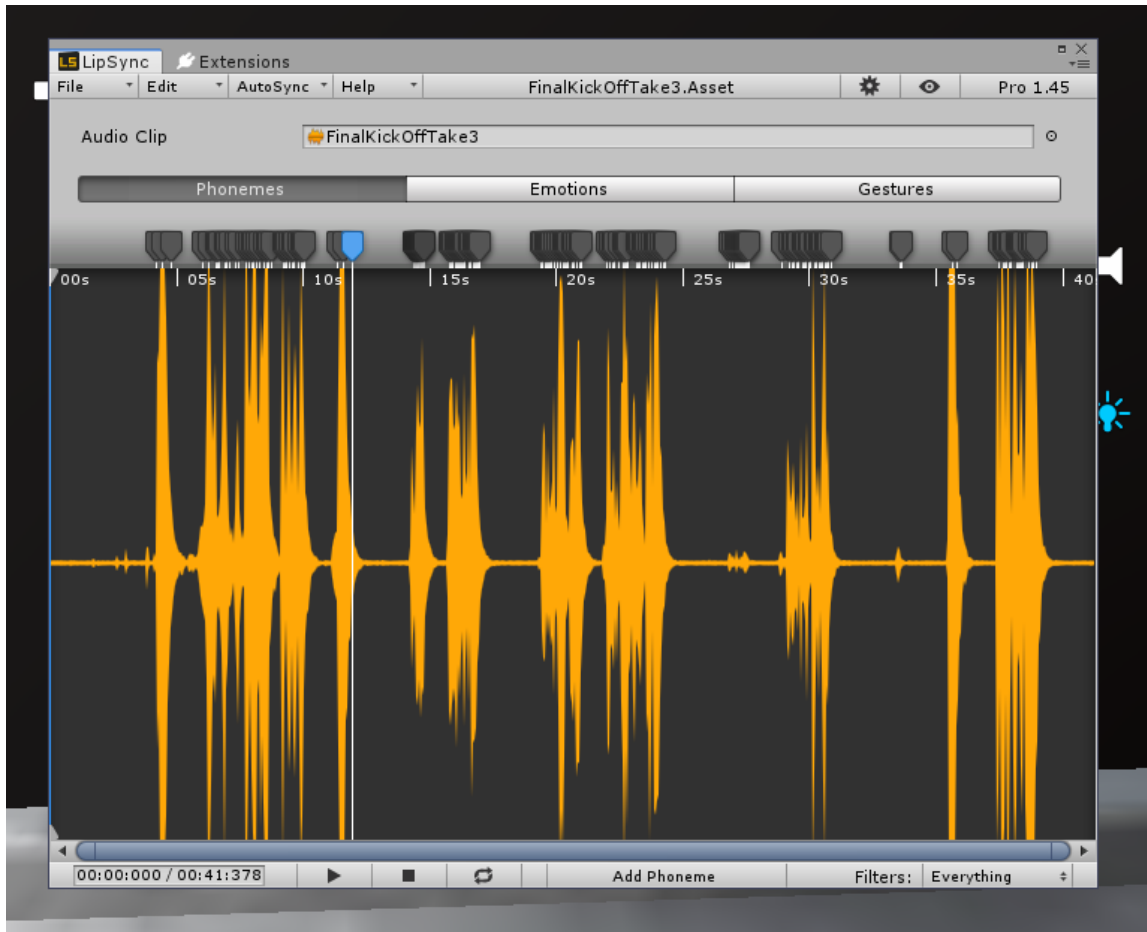 LS LipSync Extensions
File Edit AutoSync Help FinalKickOffTake3.Asset Pro 1.45
Audio Clip FinalKickOffTake3
Phonemes Emotions Gestures
00s 05s 10s 15s 20s 25s 30s 35s 40
00:00:000 / 00:41:378 Add Phoneme Filters: Everything